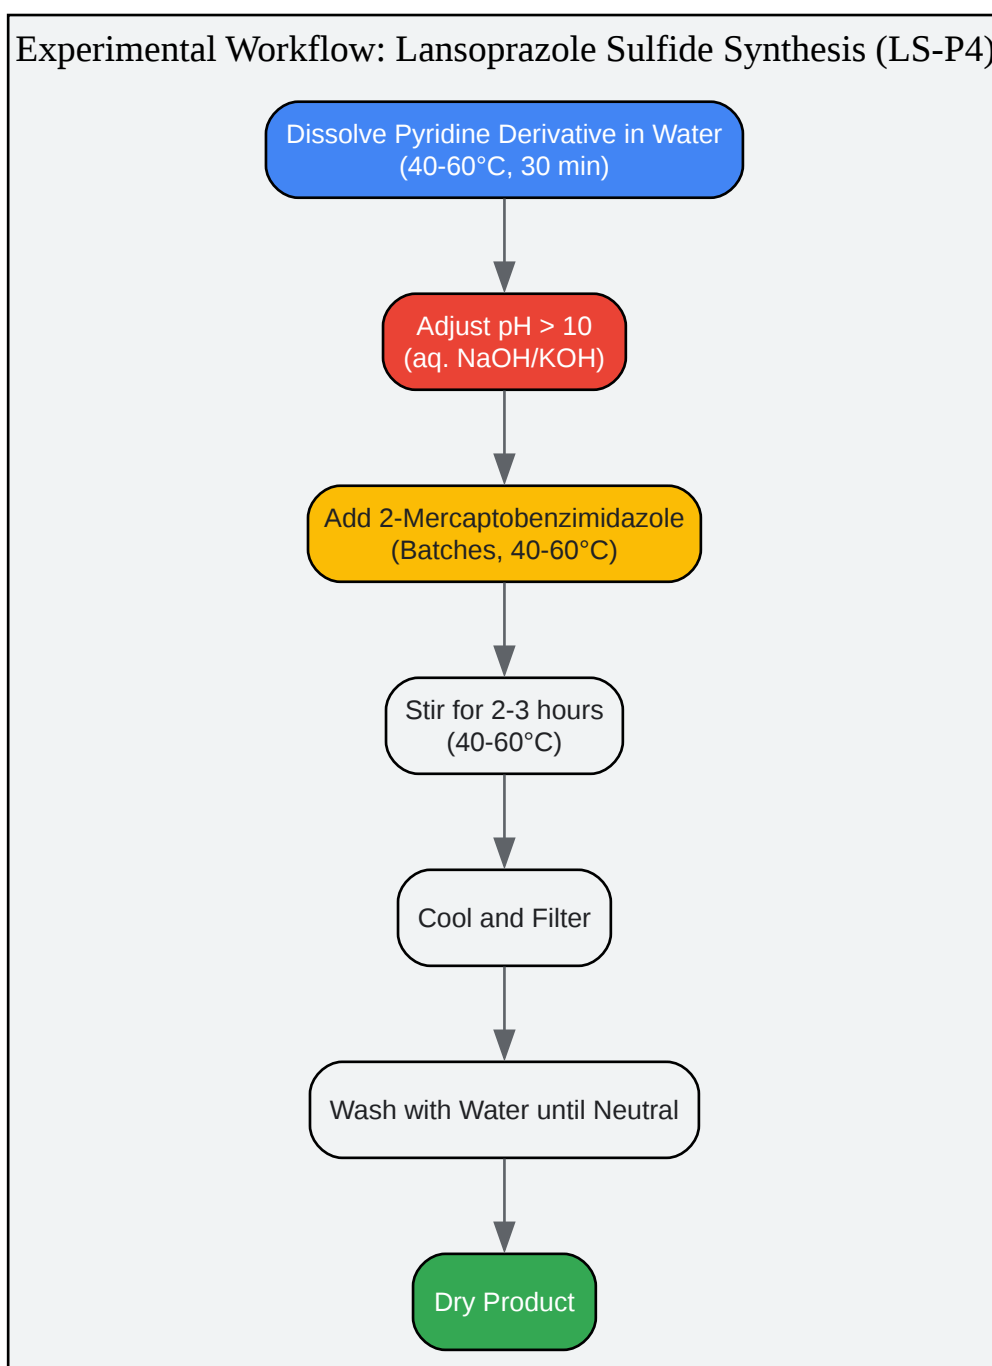 Experimental Workflow: Lansoprazole Sulfide Synthesis (LS-P4)
Dissolve Pyridine Derivative in Water
(40-60°C, 30 min)
Adjust pH > 10
(aq. NaOH/KOH)
Add 2-Mercaptobenzimidazole
(Batches, 40-60°C)
Stir for 2-3 hours
(40-60°C)
Cool and Filter
Wash with Water until Neutral
Dry Product